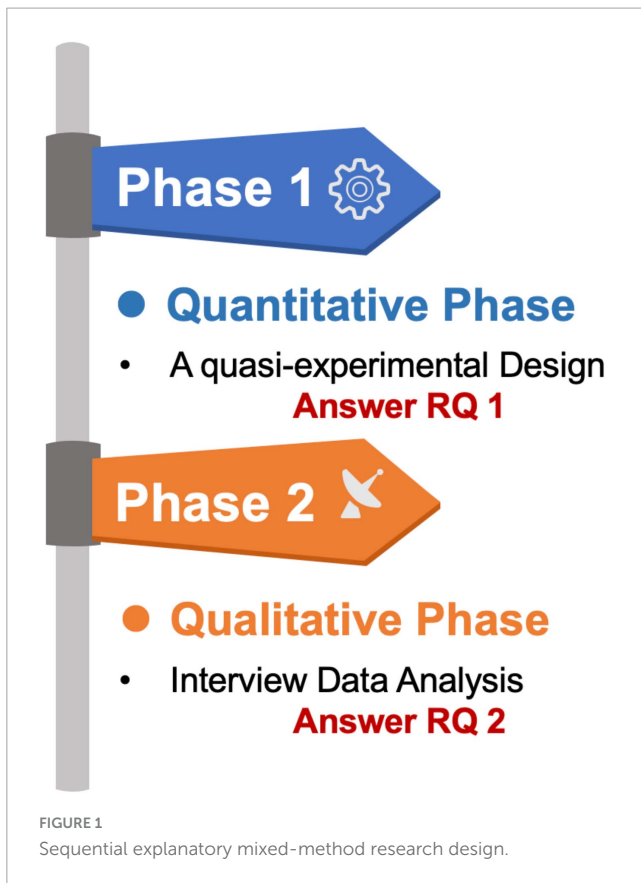 Phase 1
● Quantitative Phase
• A quasi-experimental Design
Answer RQ 1
Phase 2
● Qualitative Phase
• Interview Data Analysis
Answer RQ 2
FIGURE 1
Sequential explanatory mixed-method research design.